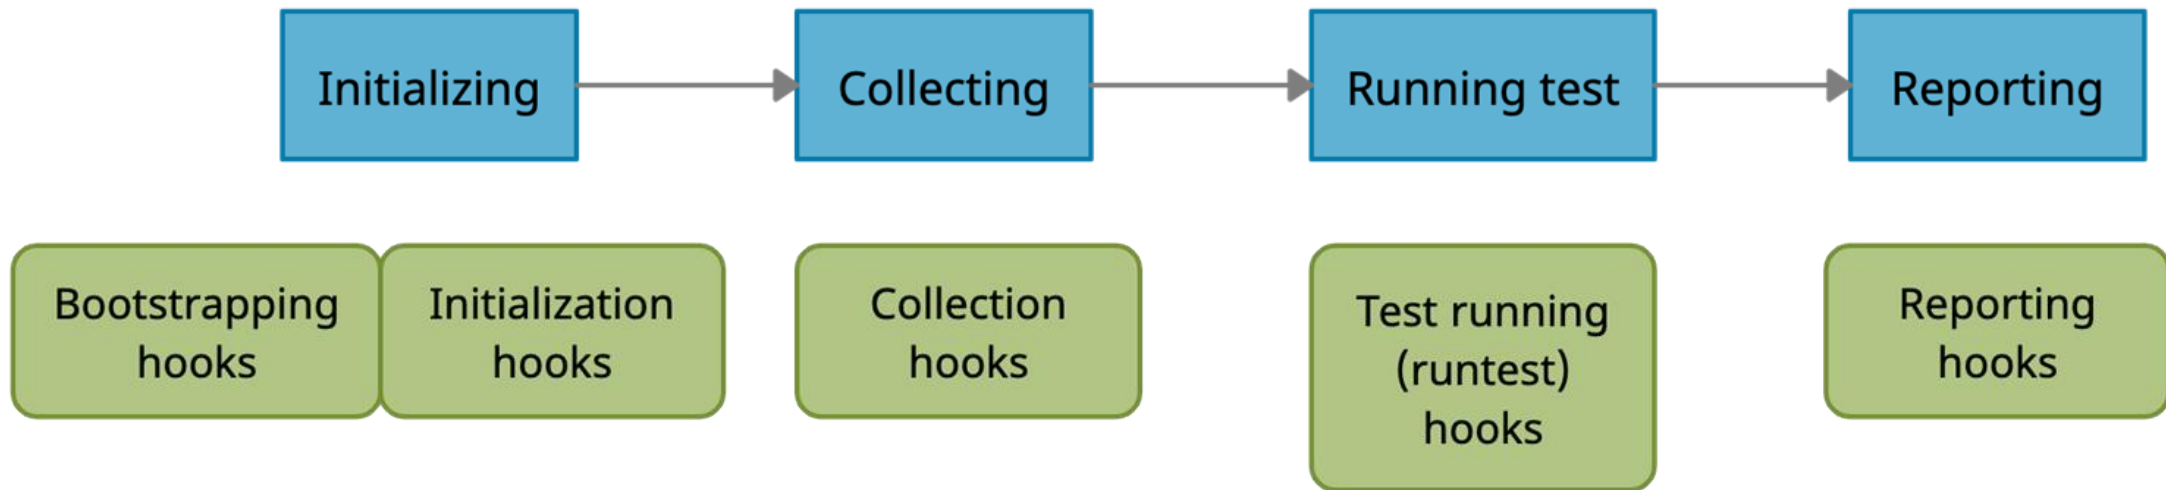 Initializing
Collecting
Running test
Reporting
Bootstrapping
hooks
Initialization
hooks
Collection
hooks
Test running
(runtest)
hooks
Reporting
hooks